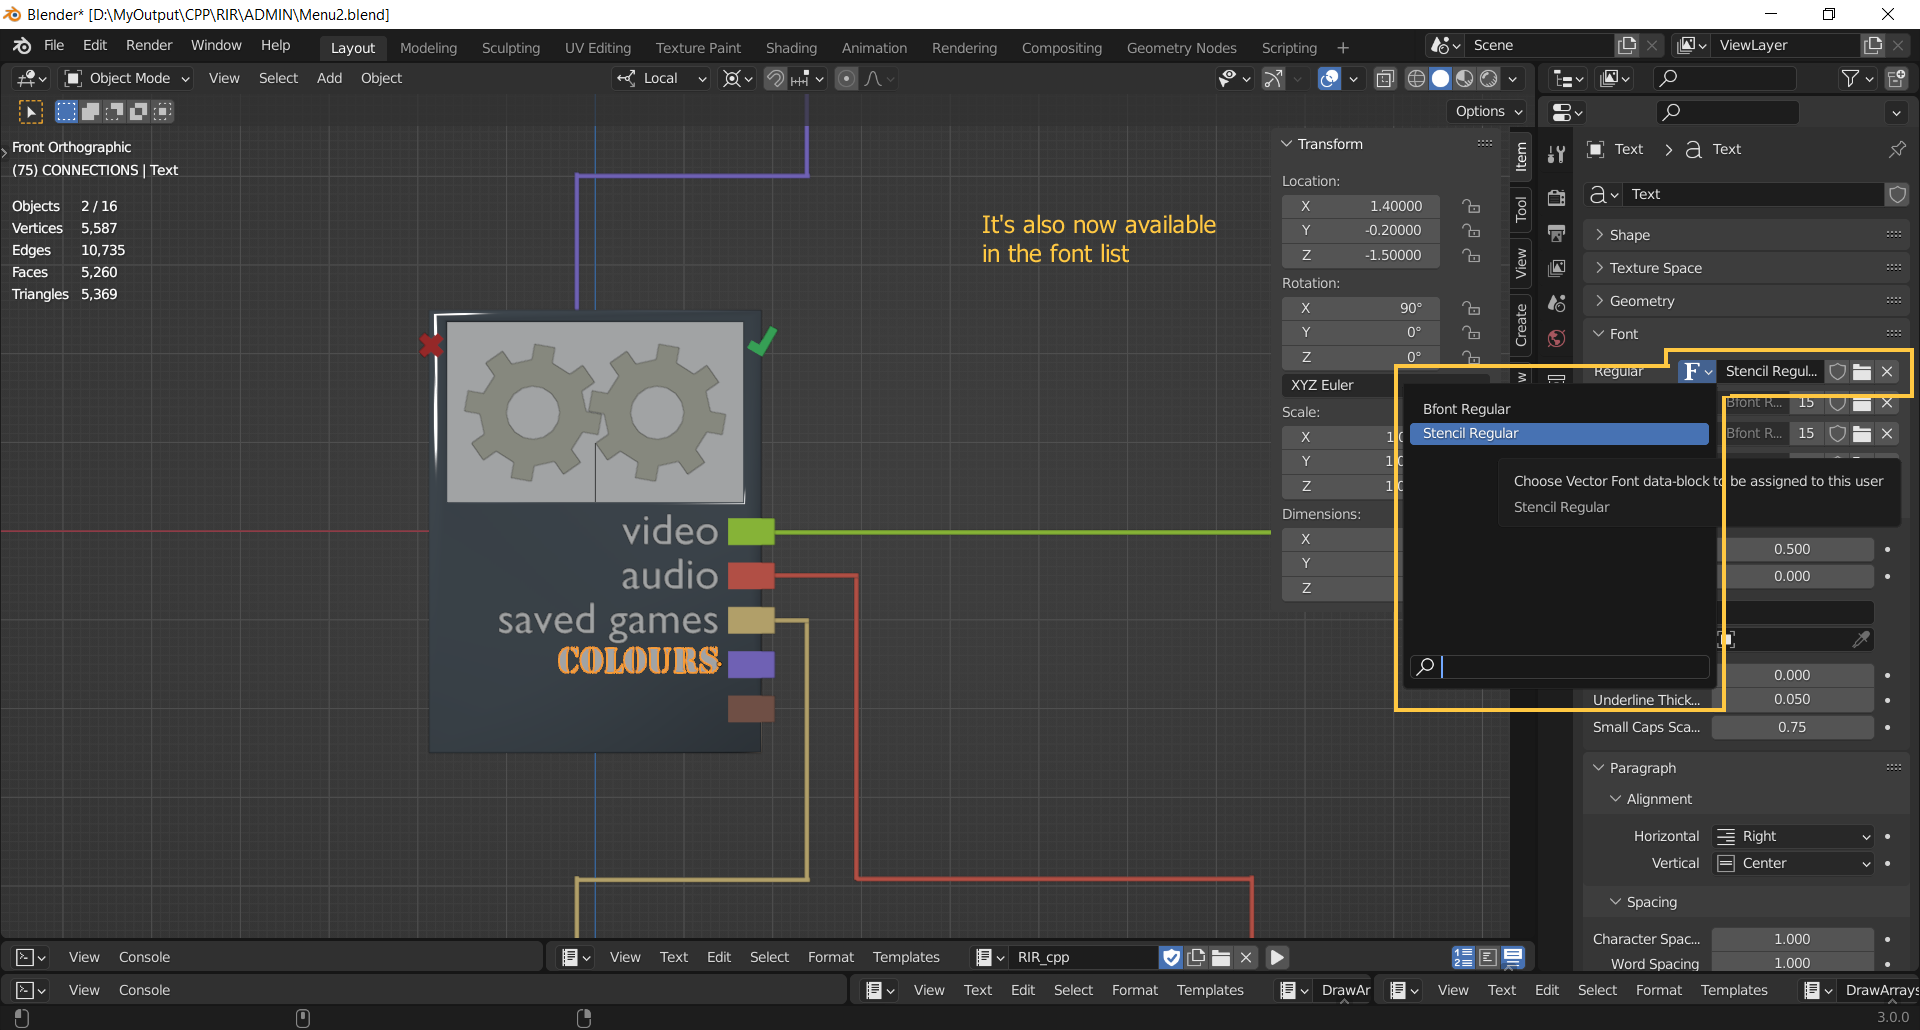 Blender* [D:\MyOutput\CPP\RIR\ADMIN\Menu2.blend]
File Edit Render Window Help Layout Modeling Sculpting UV Editing Texture Paint Shading Animation Rendering Compositing Geometry Nodes Scripting + Scene ViewLayer
Object Mode View Select Add Object Local
Options
Front Orthographic
(75) CONNECTIONS | Text
Objects 2 / 16
Vertices 5,587
Edges 10,735
Faces 5,260
Triangles 5,369
It's also now available
in the font list
video
audio
saved games
COLOURS
Transform
Location:
X 1.40000
Y -0.20000
Z -1.50000
Rotation:
X 90°
Y 0°
Z 0°
XYZ Euler
Scale:
X 1.0
Y 1.0
Z 1.0
Dimensions:
X
Y
Z
Item
Tool
View
Create
Text > a Text
a Text
Shape
Texture Space
Geometry
Font
Regular F Stencil Regul...
Bfont R... 15
Bfont R... 15
Bfont Regular
Stencil Regular
Choose Vector Font data-block to be assigned to this user
Stencil Regular
0.500
0.000
0.000
Underline Thick... 0.050
Small Caps Sca... 0.75
Paragraph
Alignment
Horizontal Right
Vertical Center
Spacing
Character Spac... 1.000
Word Spacing 1.000
View Console View Text Edit Select Format Templates RIR_cpp
View Console View Text Edit Select Format Templates DrawAr View Text Edit Select Format Templates DrawArrays
3.0.0